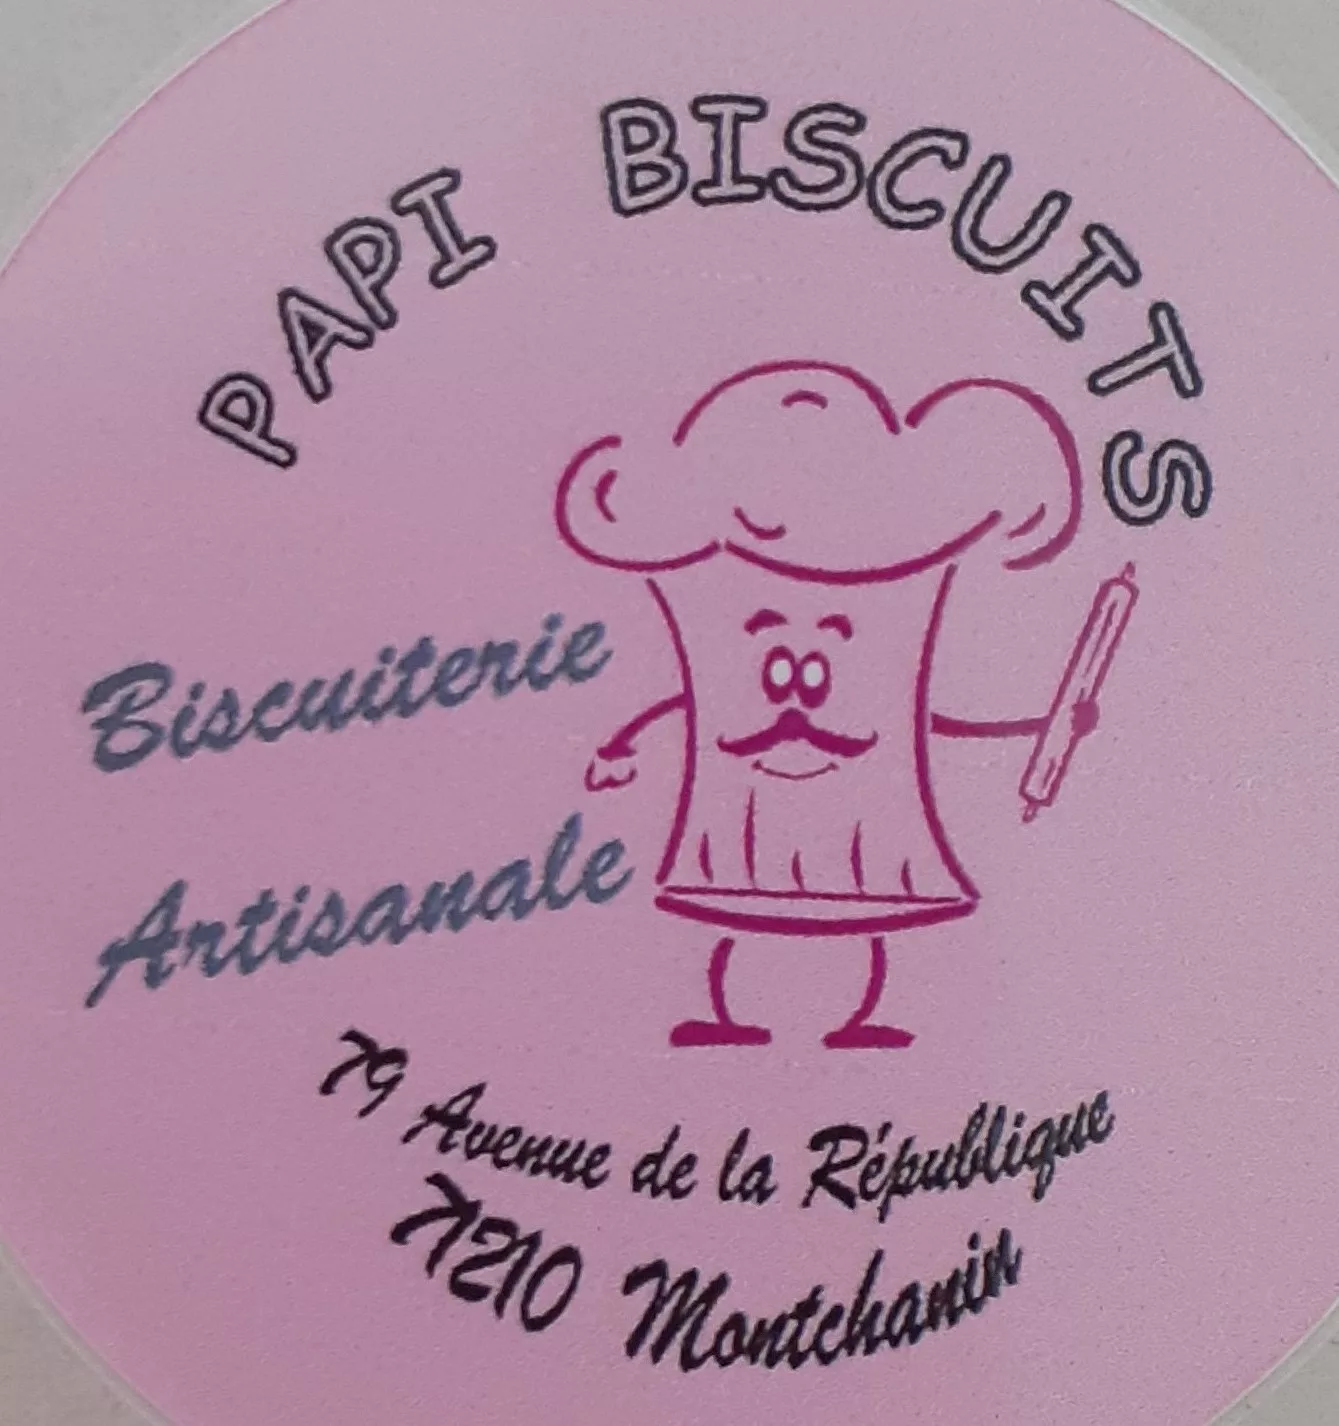 PAPI BISCUITS
Biscuiterie
Artisanale
79 Avenue de la République
71210 Montchanin